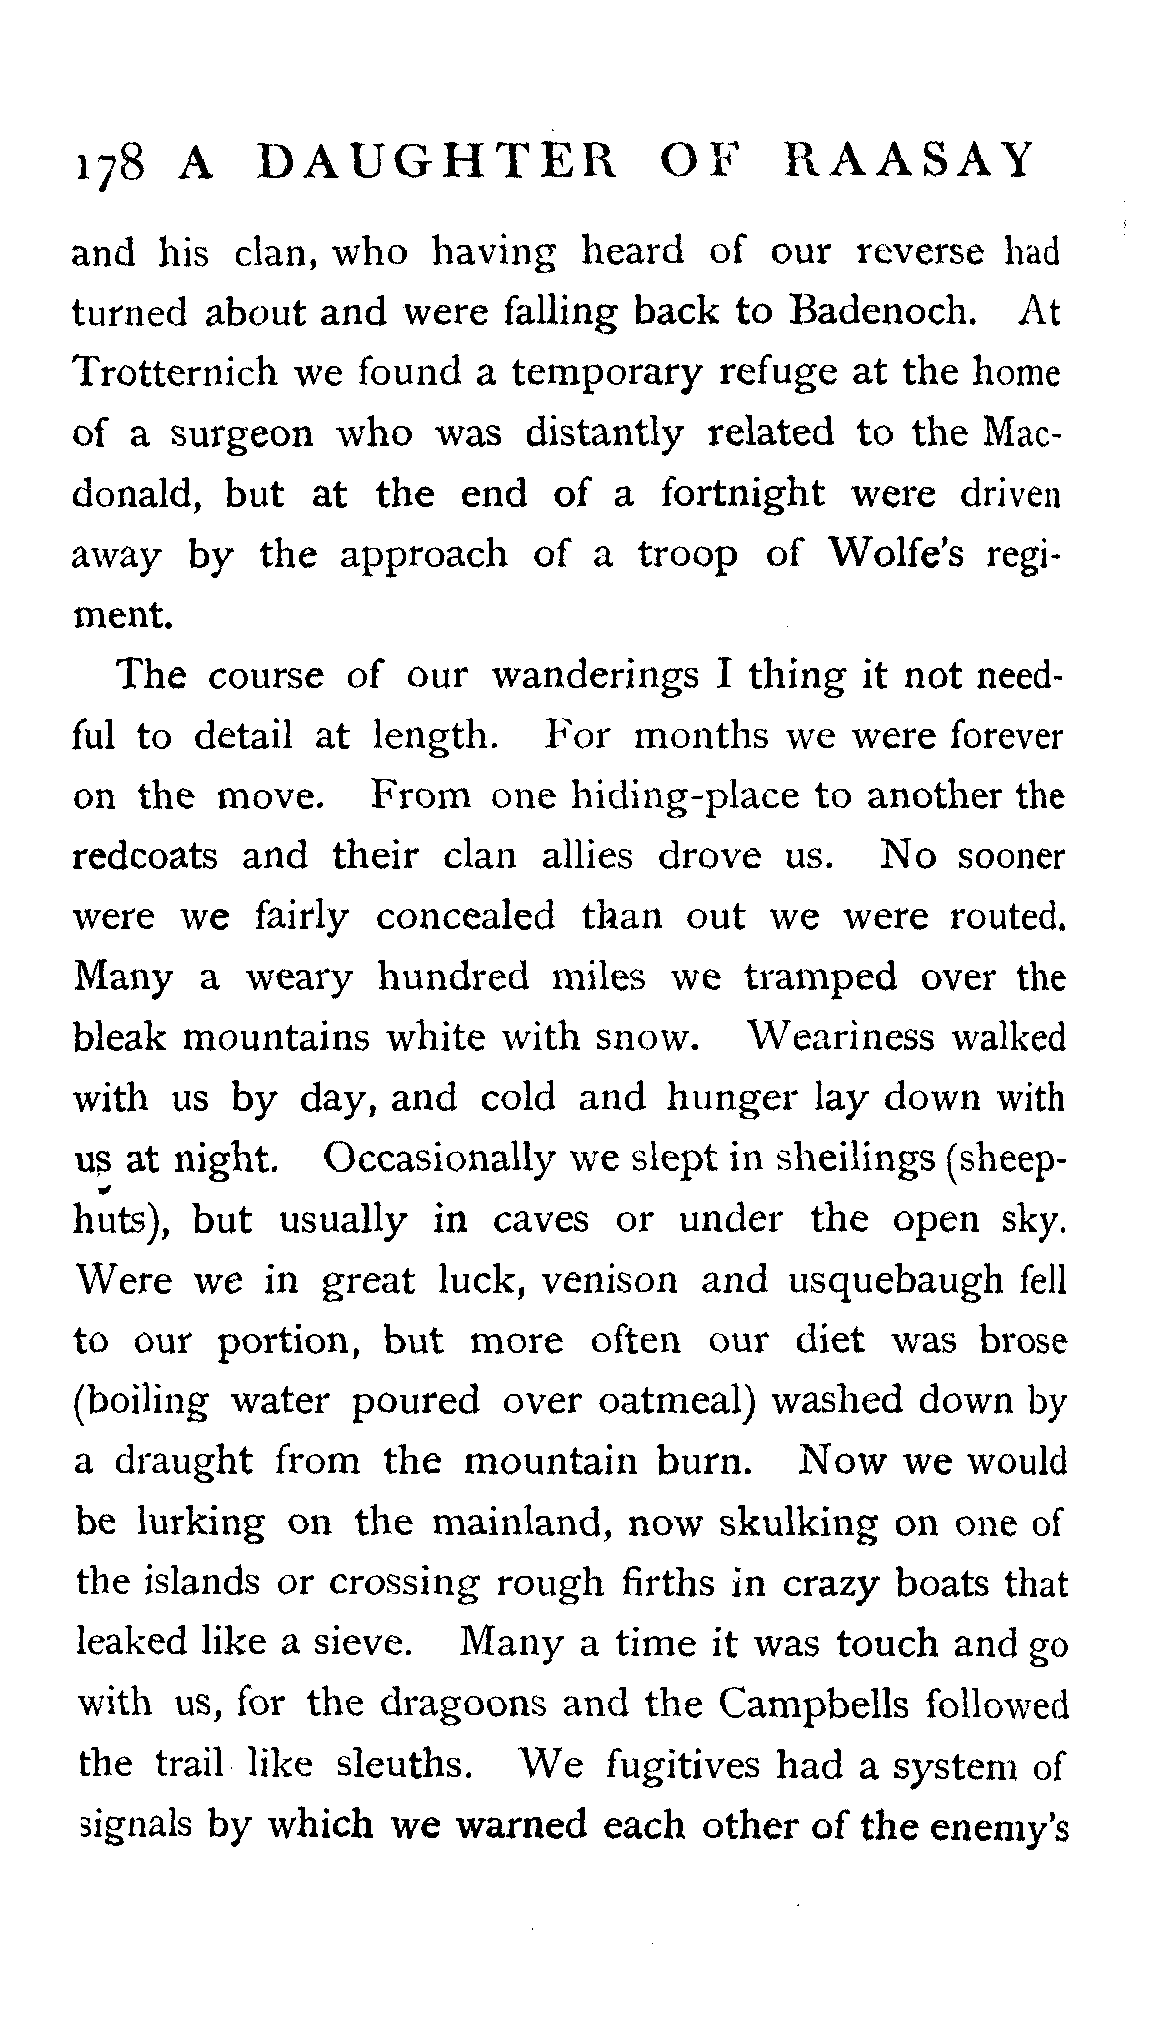 178 A DAUGHTER OF RAASAY
and his clan, who having heard of our reverse had
turned about and were falling back to Badenoch. At
Trotternich we found a temporary refuge at the home
of a surgeon who was distantly related to the Mac-
donald, but at the end of a fortnight were driven
away by the approach of a troop of Wolfe's regi-
ment.
The course of our wanderings I thing it not need-
ful to detail at length. For months we were forever
on the move. From one hiding-place to another the
redcoats and their clan allies drove us. No sooner
were we fairly concealed than out we were routed.
Many a weary hundred miles we tramped over the
bleak mountains white with snow. Weariness walked
with us by day, and cold and hunger lay down with
us at night. Occasionally we slept in sheilings (sheep-
huts), but usually in caves or under the open sky.
Were we in great luck, venison and usquebaugh fell
to our portion, but more often our diet was brose
(boiling water poured over oatmeal) washed down by
a draught from the mountain burn. Now we would
be lurking on the mainland, now skulking on one of
the islands or crossing rough firths in crazy boats that
leaked like a sieve. Many a time it was touch and go
with us, for the dragoons and the Campbells followed
the trail like sleuths. We fugitives had a system of
signals by which we warned each other of the enemy's